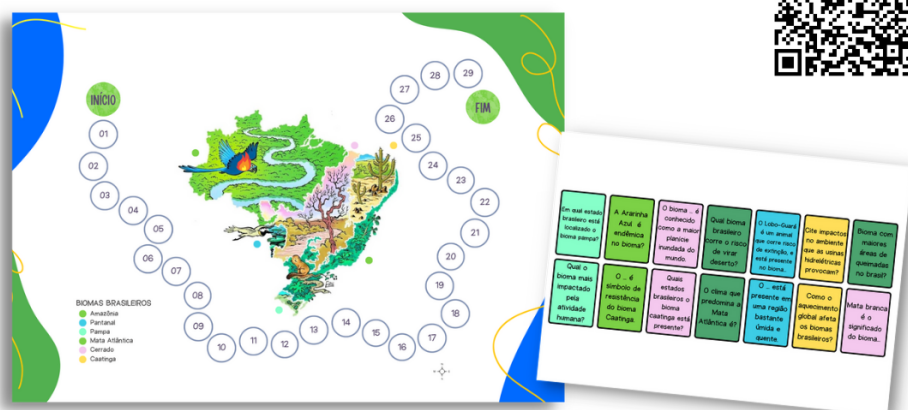 INÍCIO
01
02
03
04
05
06
07
08
09
10
11
12
13
14
15
16
17
18
19
20
21
22
23
24
25
26
27
28
29
FIM
BIOMAS BRASILEIROS
Amazônia
Pantanal
Pampa
Mata Atlântica
Cerrado
Caatinga
Em qual estado
brasileiro está
localizado o
bioma pampa?
A Ararinha
Azul é
endêmica
no bioma?
O bioma .. é
conhecido
como a maior
planície
inundada do
mundo.
Qual bioma
brasileiro
corre o risco
de virar
deserto?
O Lobo-Guará
é um animal
que corre risco
de extinção, e
está presente
no bioma..
Cite impactos
no ambiente
que as usinas
hidrelétricas
provocam?
Bioma com
maiores
áreas de
queimadas
no brasil?
Qual o
bioma mais
impactado
pela
atividade
humana?
O .. é
símbolo de
resistência
do bioma
Caatinga
Quais
estados
brasileiros o
bioma
caatinga está
presente?
O clima que
predomina a
Mata
Atlântica é?
O .. está
presente em
uma região
bastante
úmida e
quente.
Como o
aquecimento
global afeta
os biomas
brasileiros?
Mata branca
é o
significado
do bioma..